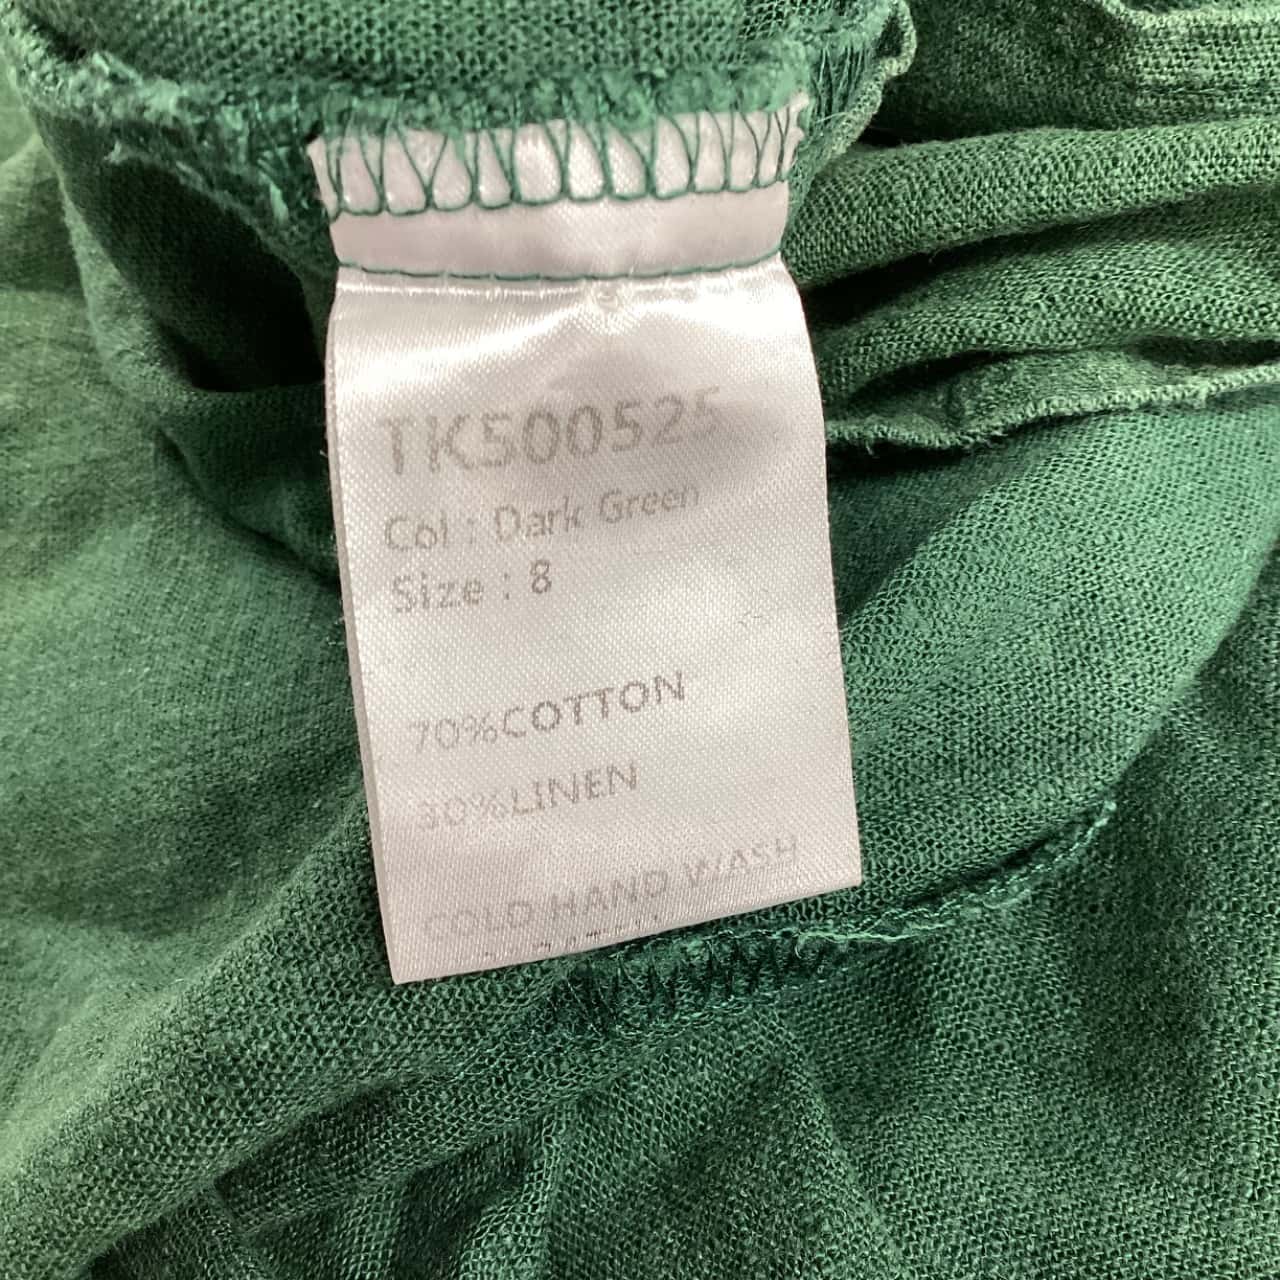 TK500525
Col : Dark Green
Size : 8
70%COTTON
30%LINEN
COLD HAND WASH